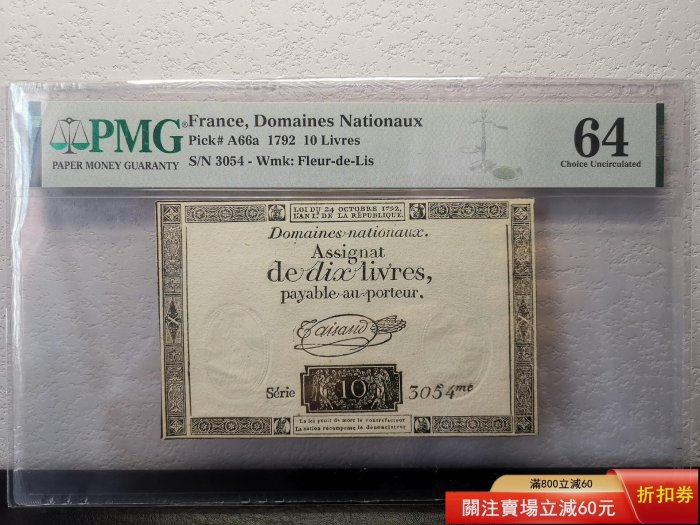 PMG®
PAPER MONEY GUARANTY
France, Domaines Nationaux
Pick# A66a 1792 10 Livres
S/N 3054 - Wmk: Fleur-de-Lis
64
Choice Uncirculated
LOI DU 24 OCTOBRE 1792.
L'AN I. DE LA RÉPUBLIQUE.
Domaines nationaux.
Assignat
de dix livres,
payable au porteur.
Taisaud
Série 10 3054me
La loi punit de mort le contrefacteur
La nation récompense le dénonciateur
滿800立減60
關注賣場立減60元
折扣券